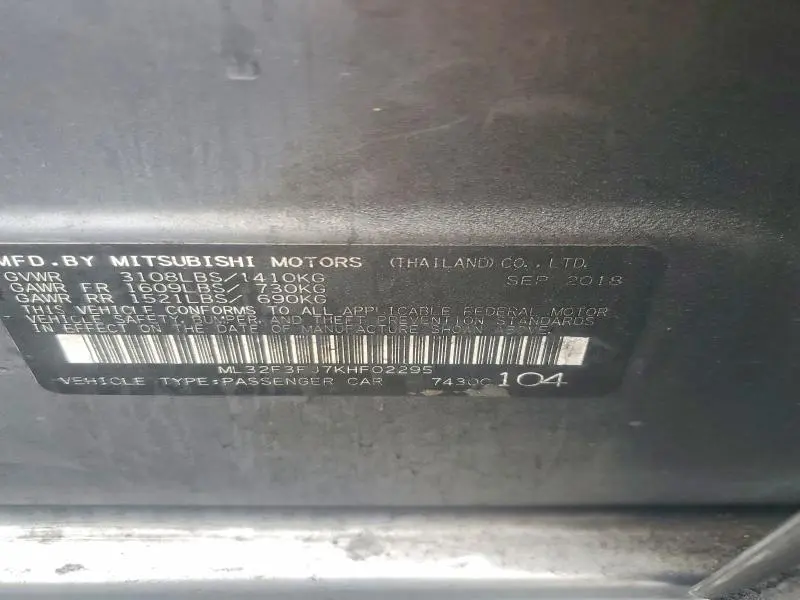 MFD. BY MITSUBISHI MOTORS (THAILAND) CO., LTD.
GVWR 3108LBS/1410KG SEP 2018
GAWR FR 1609LBS/ 730KG
GAWR RR 1521LBS/ 690KG
THIS VEHICLE CONFORMS TO ALL APPLICABLE FEDERAL MOTOR
VEHICLE SAFETY, BUMPER, AND THEFT PREVENTION STANDARDS
IN EFFECT ON THE DATE OF MANUFACTURE SHOWN ABOVE
ML32F3FJ7KHF02295
VEHICLE TYPE:PASSENGER CAR 7430C 104